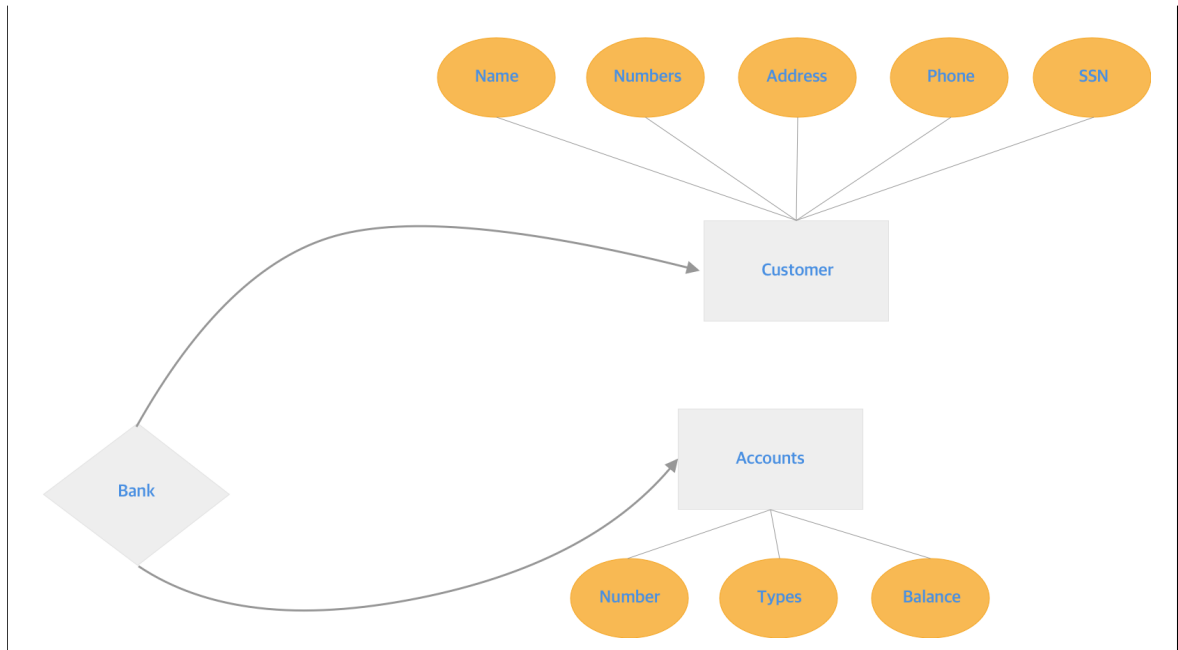 Name
Numbers
Address
Phone
SSN
Customer
Accounts
Bank
Number
Types
Balance